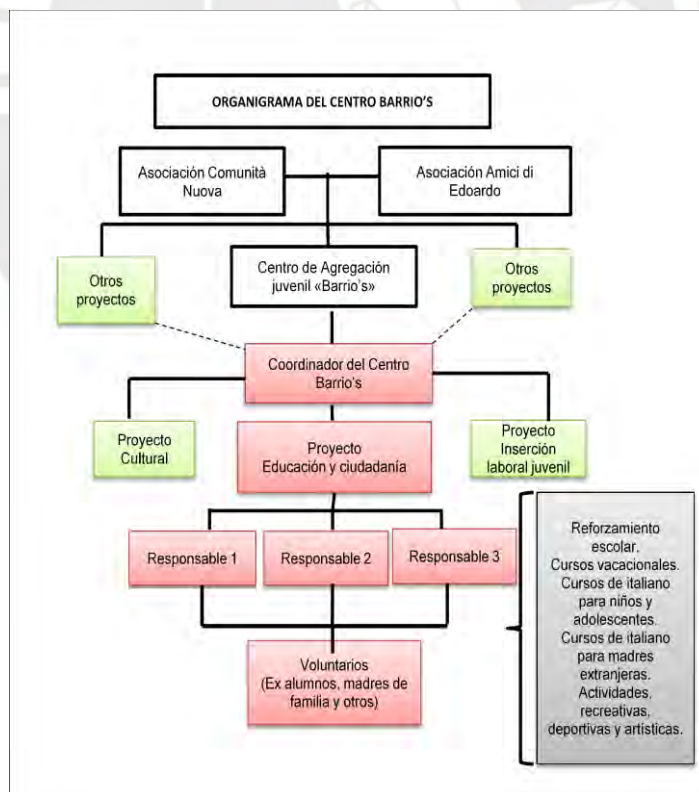 ORGANIGRAMA DEL CENTRO BARRIO'S
Asociación Comunità
Nuova
Asociación Amici di
Edoardo
Otros
proyectos
Centro de Agregación
juvenil «Barrio's»
Otros
proyectos
Coordinador del Centro
Barrio's
Proyecto
Cultural
Proyecto
Educación y ciudadanía
Proyecto
Inserción
laboral juvenil
Responsable 1
Responsable 2
Responsable 3
Voluntarios
(Ex alumnos, madres de
familia y otros)
Reforzamiento
escolar.
Cursos vacacionales.
Cursos de italiano
para niños y
adolescentes.
Cursos de italiano
para madres
extranjeras.
Actividades,
recreativas,
deportivas y artísticas.